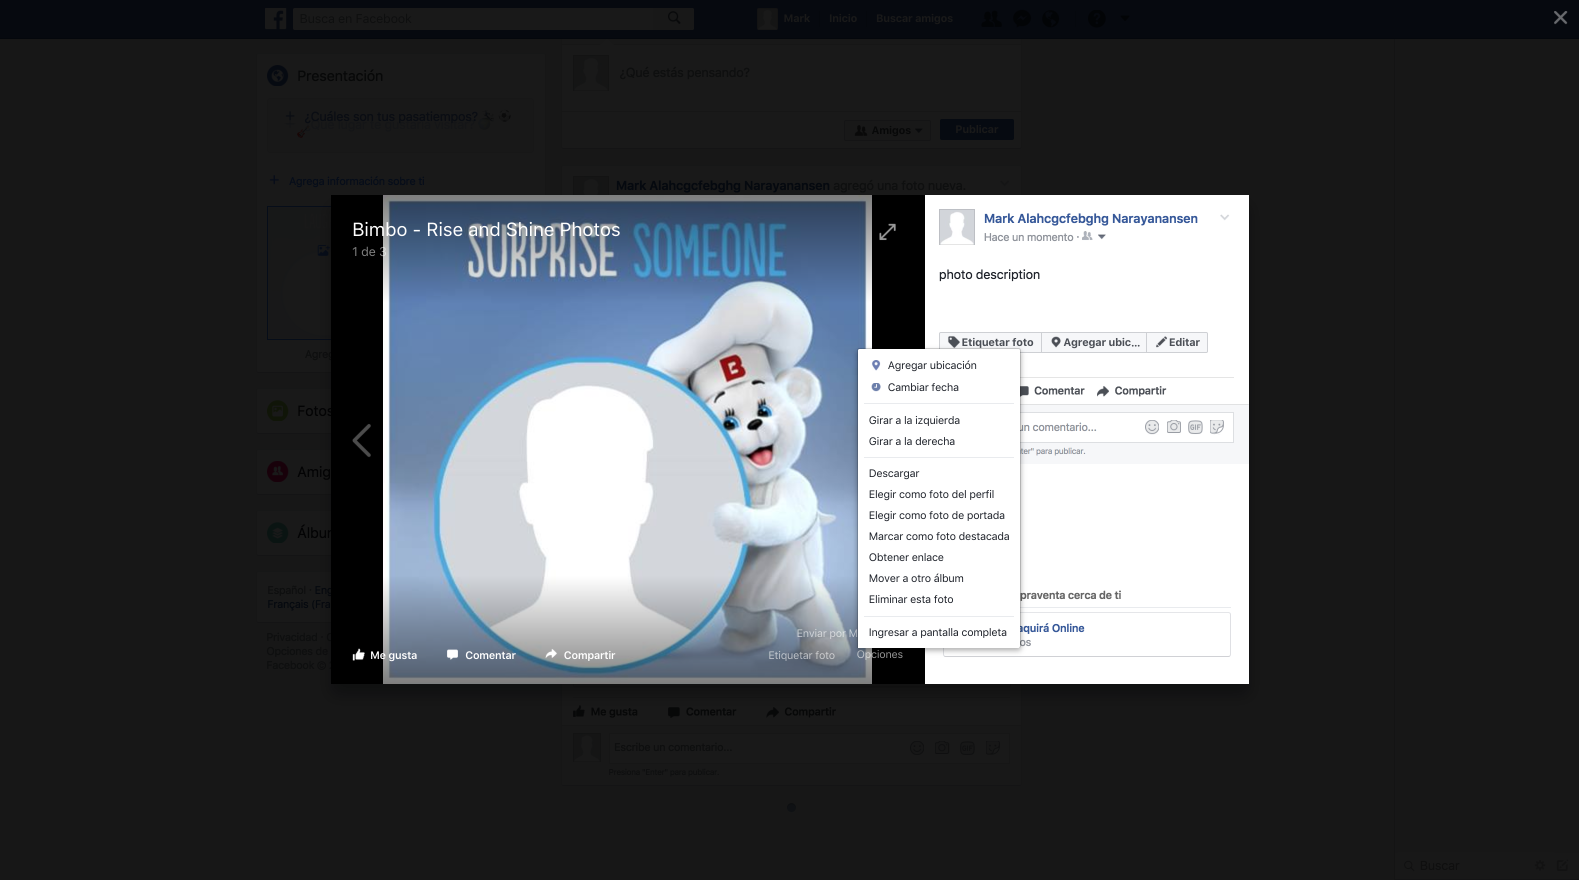 Busca en Facebook
Mark
Inicio
Buscar amigos
Presentación
¿Cuáles son tus pasatiempos?
Agrega información sobre ti
¿Qué estás pensando?
Amigos
Publicar
Mark Alahcgcfebghg Narayanansen agregó una foto nueva.
Bimbo - Rise and Shine Photos
1 de 3
SURPRISE SOMEONE
B
Me gusta
Comentar
Compartir
Etiquetar foto
Opciones
Enviar por M
Mark Alahcgcfebghg Narayanansen
Hace un momento ·
photo description
Etiquetar foto
Agregar ubic...
Editar
Comentar
Compartir
un comentario...
GIF
ter" para publicar.
praventa cerca de ti
aquirá Online
os
Agregar ubicación
Cambiar fecha
Girar a la izquierda
Girar a la derecha
Descargar
Elegir como foto del perfil
Elegir como foto de portada
Marcar como foto destacada
Obtener enlace
Mover a otro álbum
Eliminar esta foto
Ingresar a pantalla completa
Fotos
Amig
Álbu
Español · Eng
Français (Fra
Privacidad ·
Opciones de
Facebook ©
Me gusta
Comentar
Compartir
Escribe un comentario...
Presiona "Enter" para publicar.
Buscar